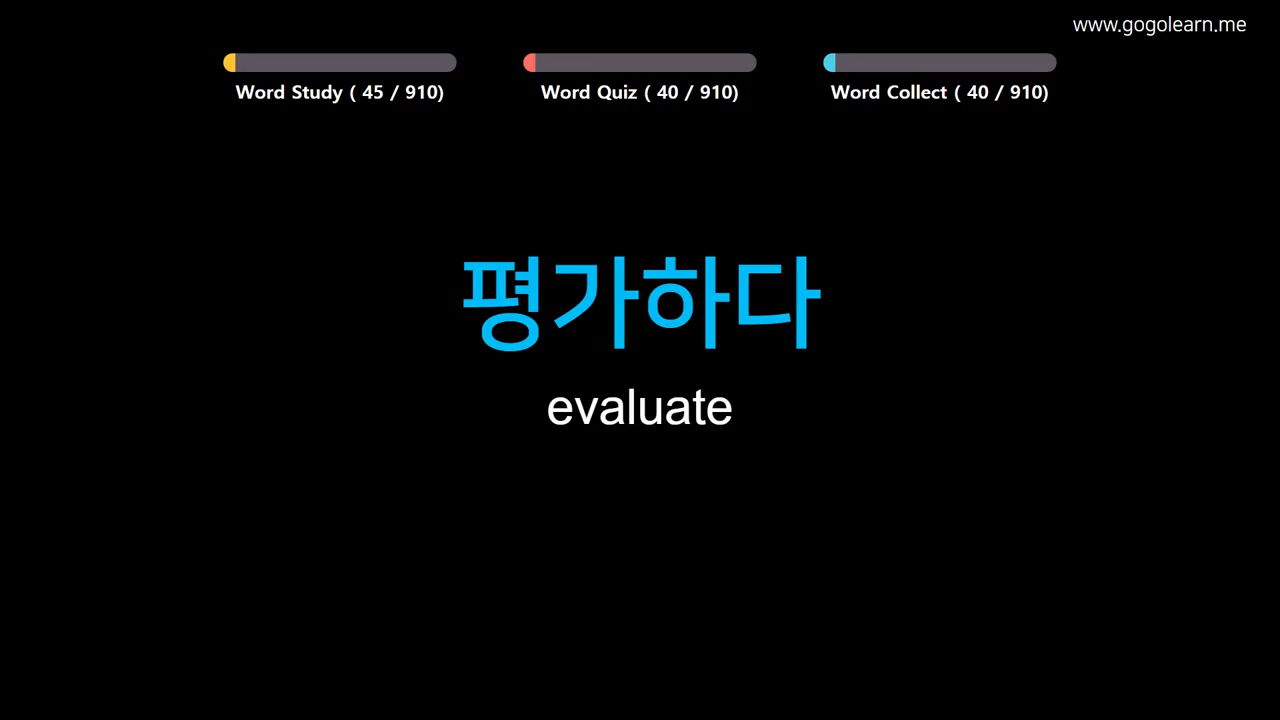 www.gogolearn.me
Word Study ( 45 / 910)
Word Quiz ( 40 / 910)
Word Collect ( 40 / 910)
평가하다
evaluate